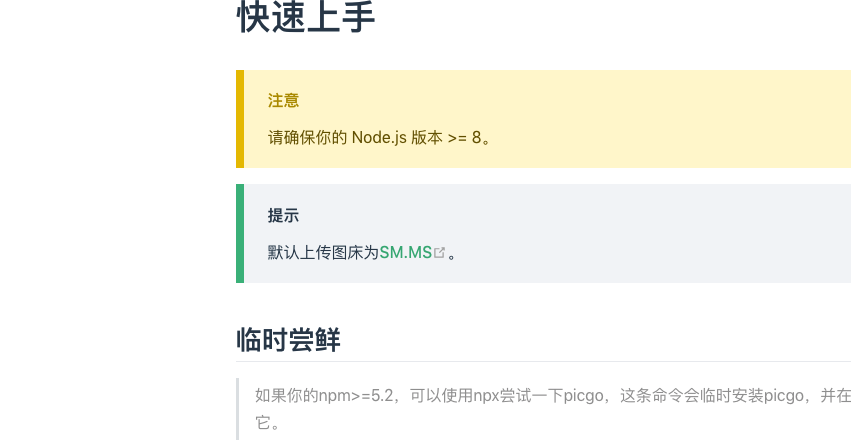 快速上手
注意
请确保你的 Node.js 版本 >= 8。
提示
默认上传图床为SM.MS。
临时尝鲜
如果你的npm>=5.2，可以使用npx尝试一下picgo，这条命令会临时安装picgo，并在
它。